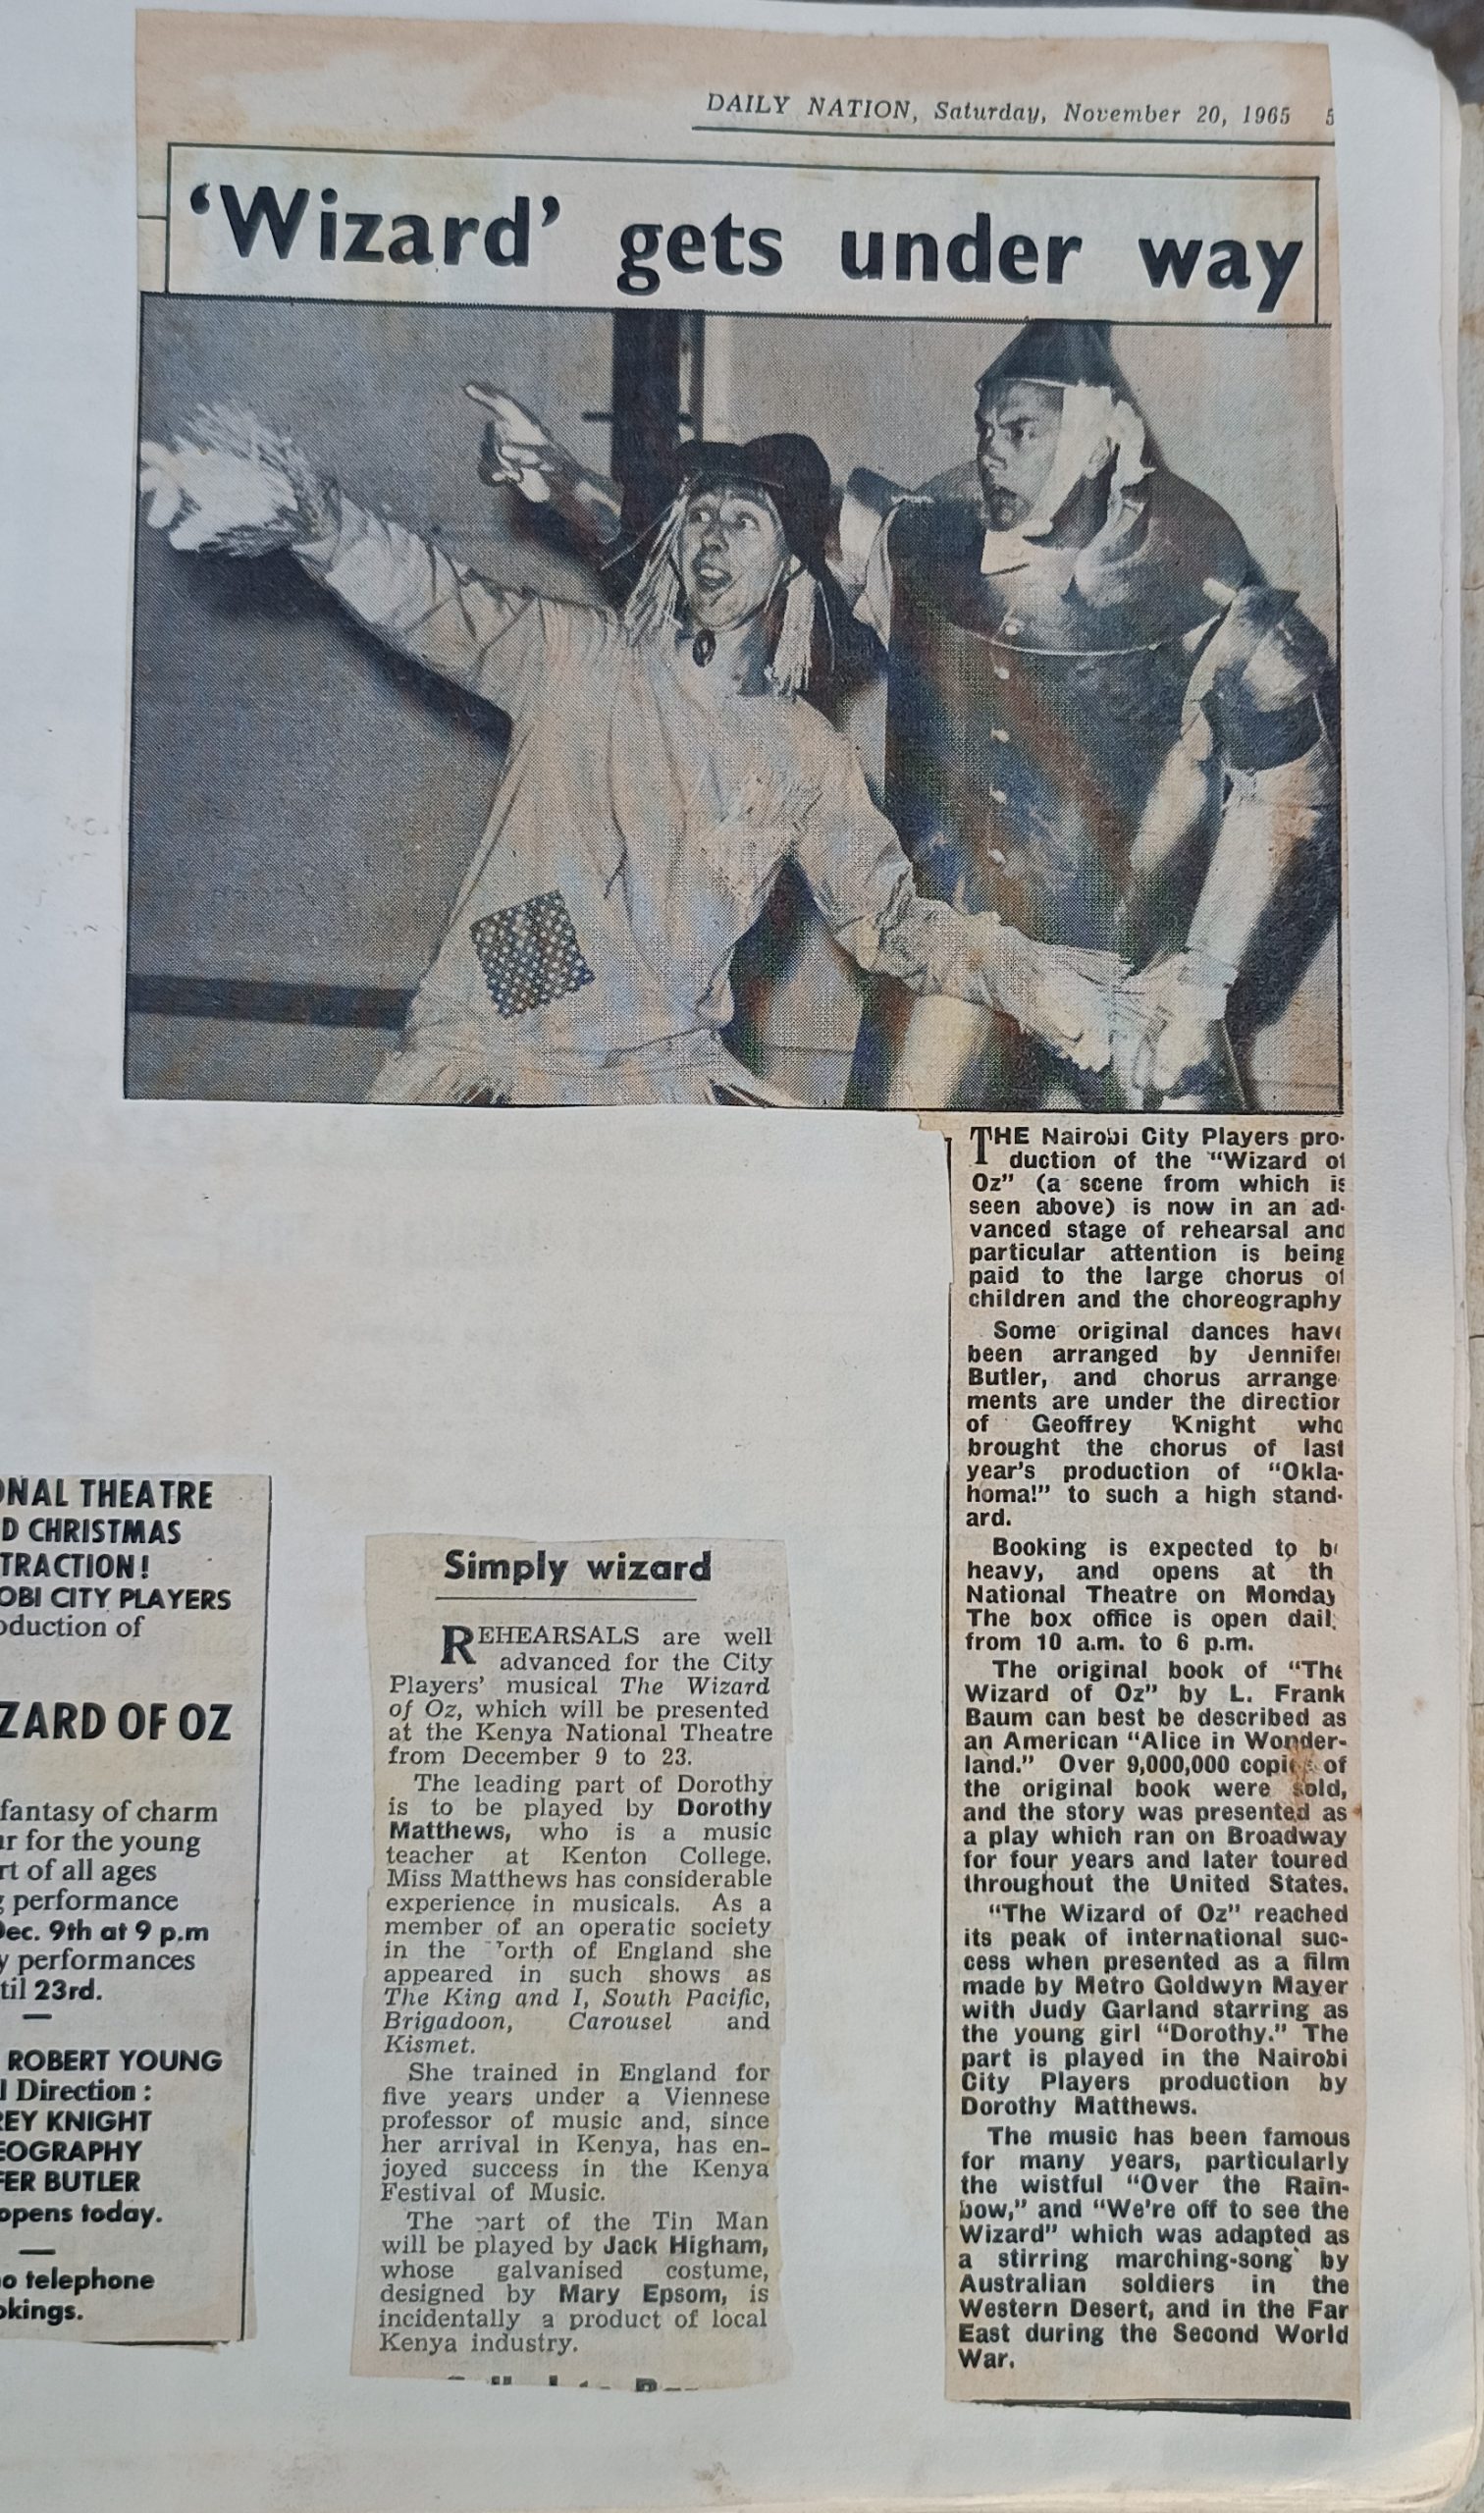 DAILY NATION, Saturday, November 20, 1965 5
'Wizard' gets under way
THE Nairobi City Players pro-
duction of the "Wizard of
Oz" (a scene from which is
seen above) is now in an ad-
vanced stage of rehearsal and
particular attention is being
paid to the large chorus of
children and the choreography
Some original dances have
been arranged by Jennifer
Butler, and chorus arrange
ments are under the direction
of Geoffrey Knight who
brought the chorus of last
year's production of "Okla-
homa!" to such a high stand-
ard.
Booking is expected to b
heavy, and opens at th
National Theatre on Monday
The box office is open dail
from 10 a.m. to 6 p.m.
The original book of "The
Wizard of Oz" by L. Frank
Baum can best be described as
an American "Alice in Wonder-
land." Over 9,000,000 copies of
the original book were sold,
and the story was presented as
a play which ran on Broadway
for four years and later toured
throughout the United States.
"The Wizard of Oz" reached
its peak of international suc-
cess when presented as a film
made by Metro Goldwyn Mayer
with Judy Garland starring as
the young girl "Dorothy." The
part is played in the Nairobi
City Players production by
Dorothy Matthews.
The music has been famous
for many years, particularly
the wistful "Over the Rain-
bow," and "We're off to see the
Wizard" which was adapted as
a stirring marching-song by
Australian soldiers in the
Western Desert, and in the Far
East during the Second World
War.
Simply wizard
REHEARSALS are well
advanced for the City
Players' musical The Wizard
of Oz, which will be presented
at the Kenya National Theatre
from December 9 to 23.
The leading part of Dorothy
is to be played by Dorothy
Matthews, who is a music
teacher at Kenton College.
Miss Matthews has considerable
experience in musicals. As a
member of an operatic society
in the orth of England she
appeared in such shows as
The King and I, South Pacific,
Brigadoon, Carousel and
Kismet.
She trained in England for
five years under a Viennese
professor of music and, since
her arrival in Kenya, has en-
joyed success in the Kenya
Festival of Music.
The part of the Tin Man
will be played by Jack Higham,
whose galvanised costume,
designed by Mary Epsom, is
incidentally a product of local
Kenya industry.
ONAL THEATRE
D CHRISTMAS
TRACTION!
OBI CITY PLAYERS
oduction of
ZARD OF OZ
fantasy of charm
ur for the young
rt of all ages
g performance
Dec. 9th at 9 p.m
y performances
til 23rd.
ROBERT YOUNG
l Direction :
REY KNIGHT
EOGRAPHY
FER BUTLER
opens today.
o telephone
okings.